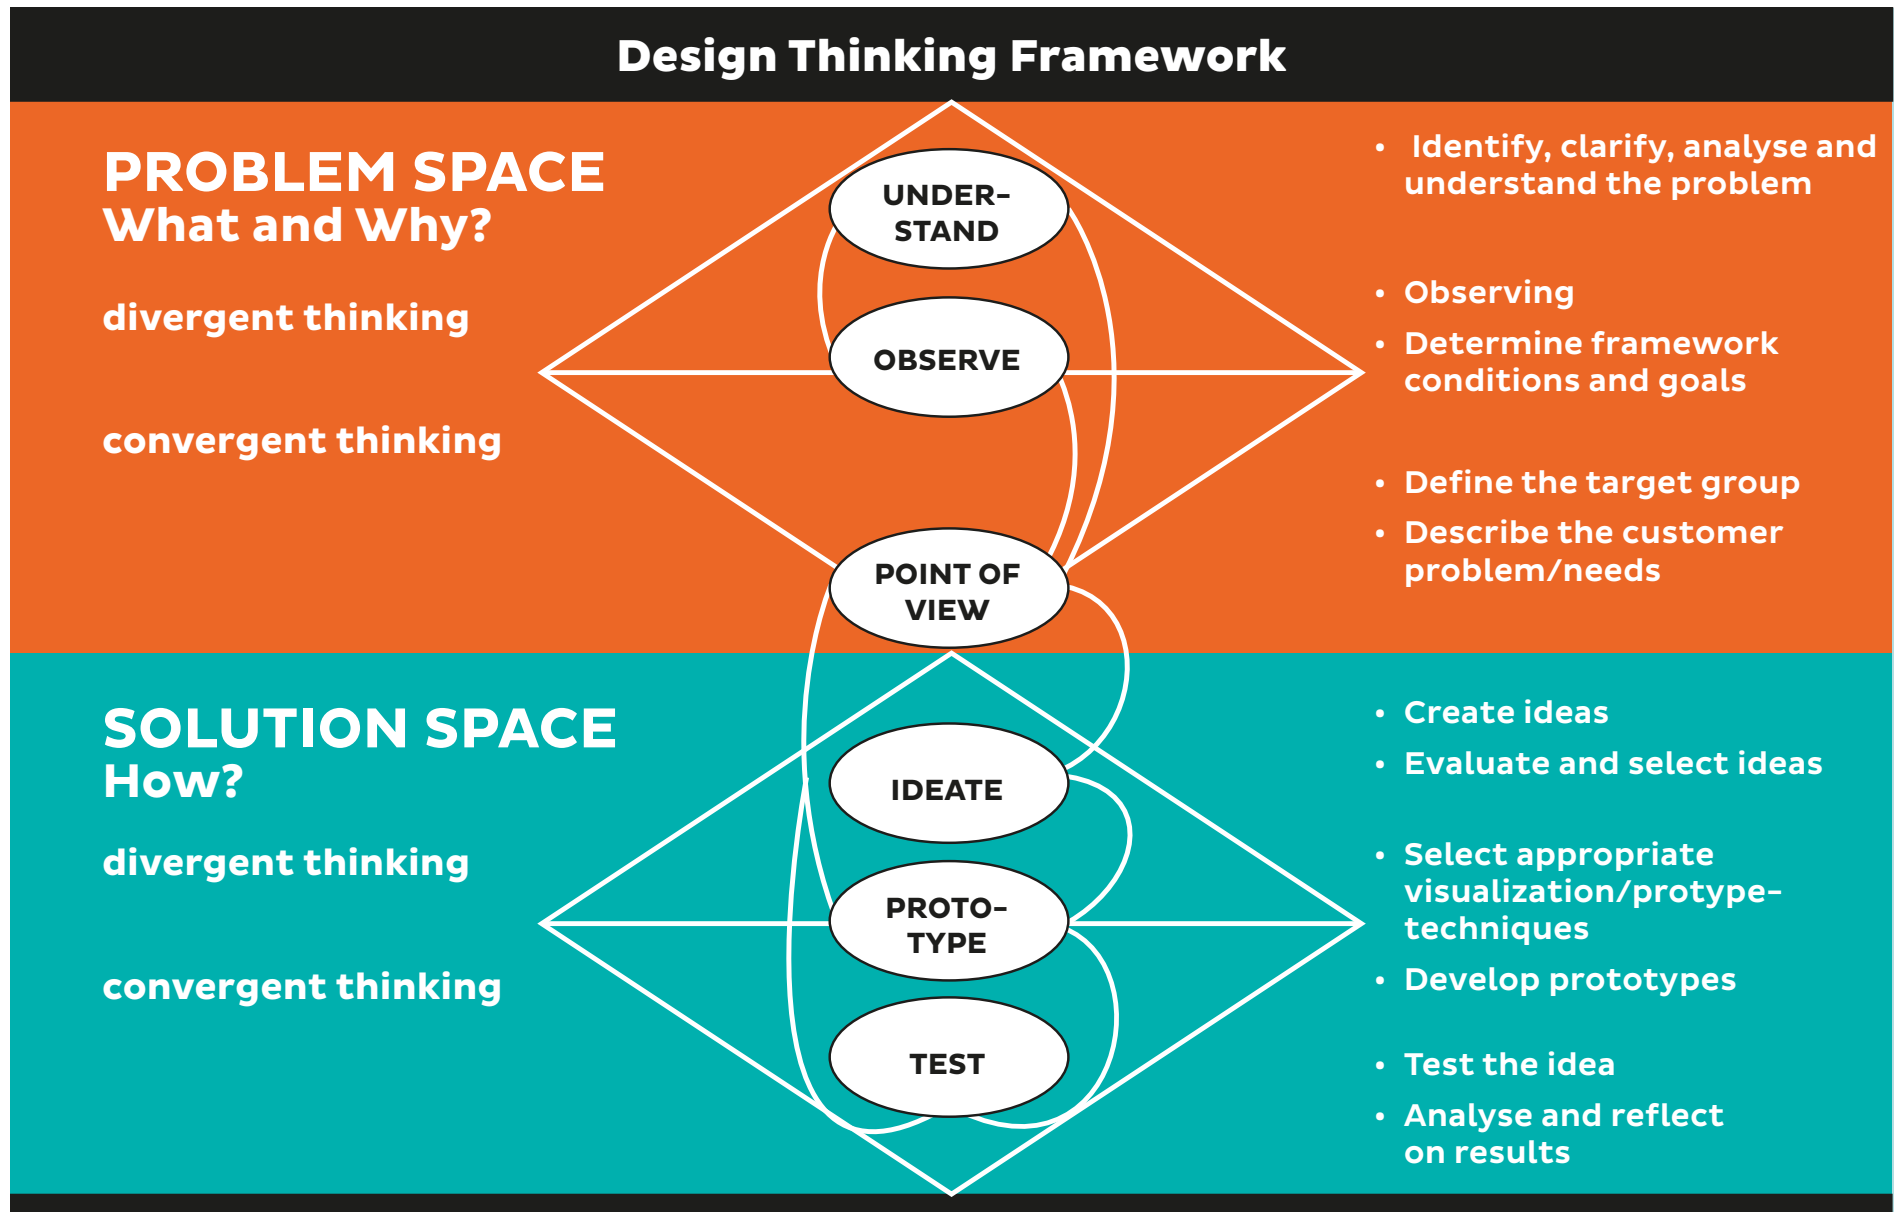 Design Thinking Framework
PROBLEM SPACE
What and Why?
divergent thinking
convergent thinking
UNDER-
STAND
OBSERVE
POINT OF
VIEW
• Identify, clarify, analyse and
understand the problem
• Observing
• Determine framework
conditions and goals
• Define the target group
• Describe the customer
problem/needs
SOLUTION SPACE
How?
divergent thinking
convergent thinking
IDEATE
PROTO-
TYPE
TEST
• Create ideas
• Evaluate and select ideas
• Select appropriate
visualization/protype-
techniques
• Develop prototypes
• Test the idea
• Analyse and reflect
on results